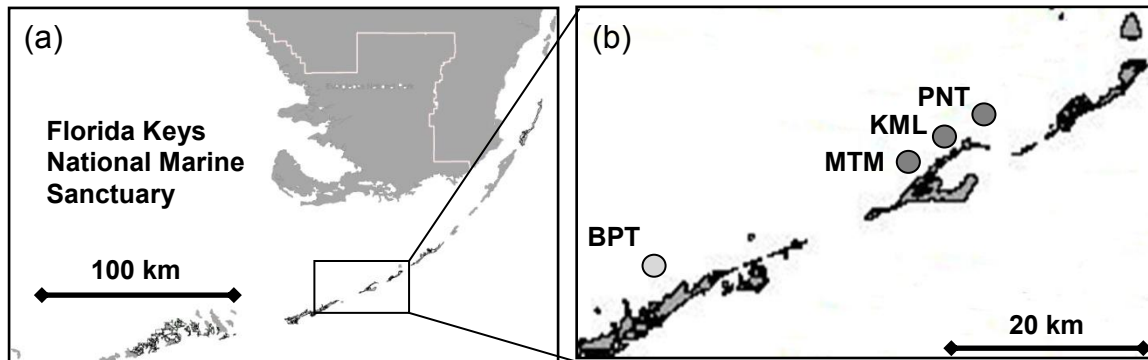 (a)
Florida Keys
National Marine
Sanctuary
100 km
(b)
PNT
KML
MTM
BPT
20 km